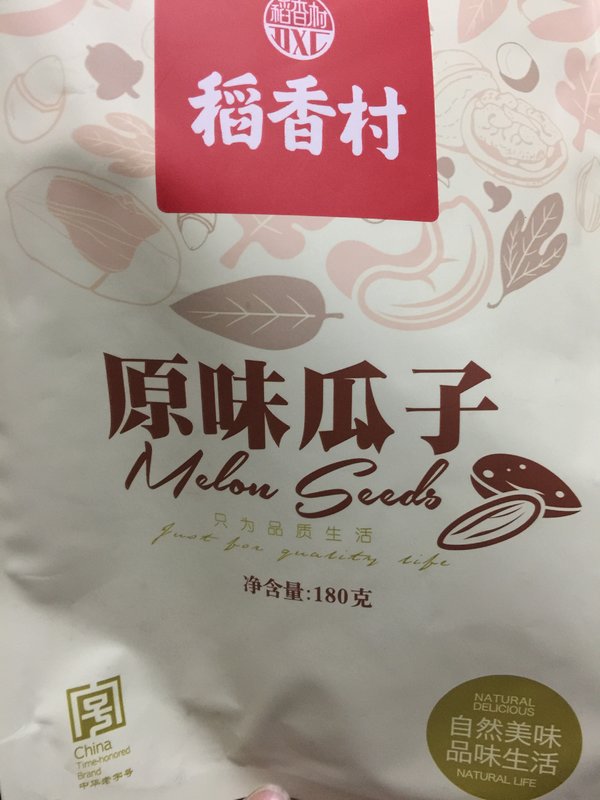 稻香村
DXC
稻香村
原味瓜子
Melon Seeds
只为品质生活
Just for quality life
净含量:180克
China
Time-honored
Brand
中华老字号
NATURAL
DELICIOUS
自然美味
品味生活
NATURAL LIFE